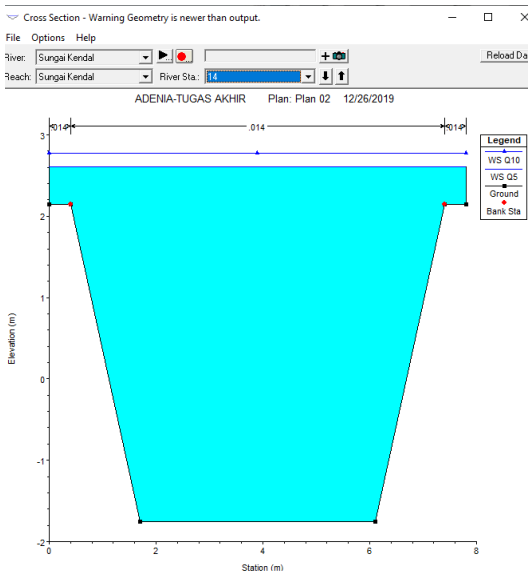 Cross Section - Warning Geometry is newer than output.
File Options Help
River: Sungai Kendal
Reload Da
Reach: Sungai Kendal River Sta.: 14
ADENIA-TUGAS AKHIR Plan: Plan 02 12/26/2019
.014 .014 .014
Legend
WS Q10
WS Q5
Ground
Bank Sta
3
2
1
0
-1
-2
Elevation (m)
0 2 4 6 8
Station (m)